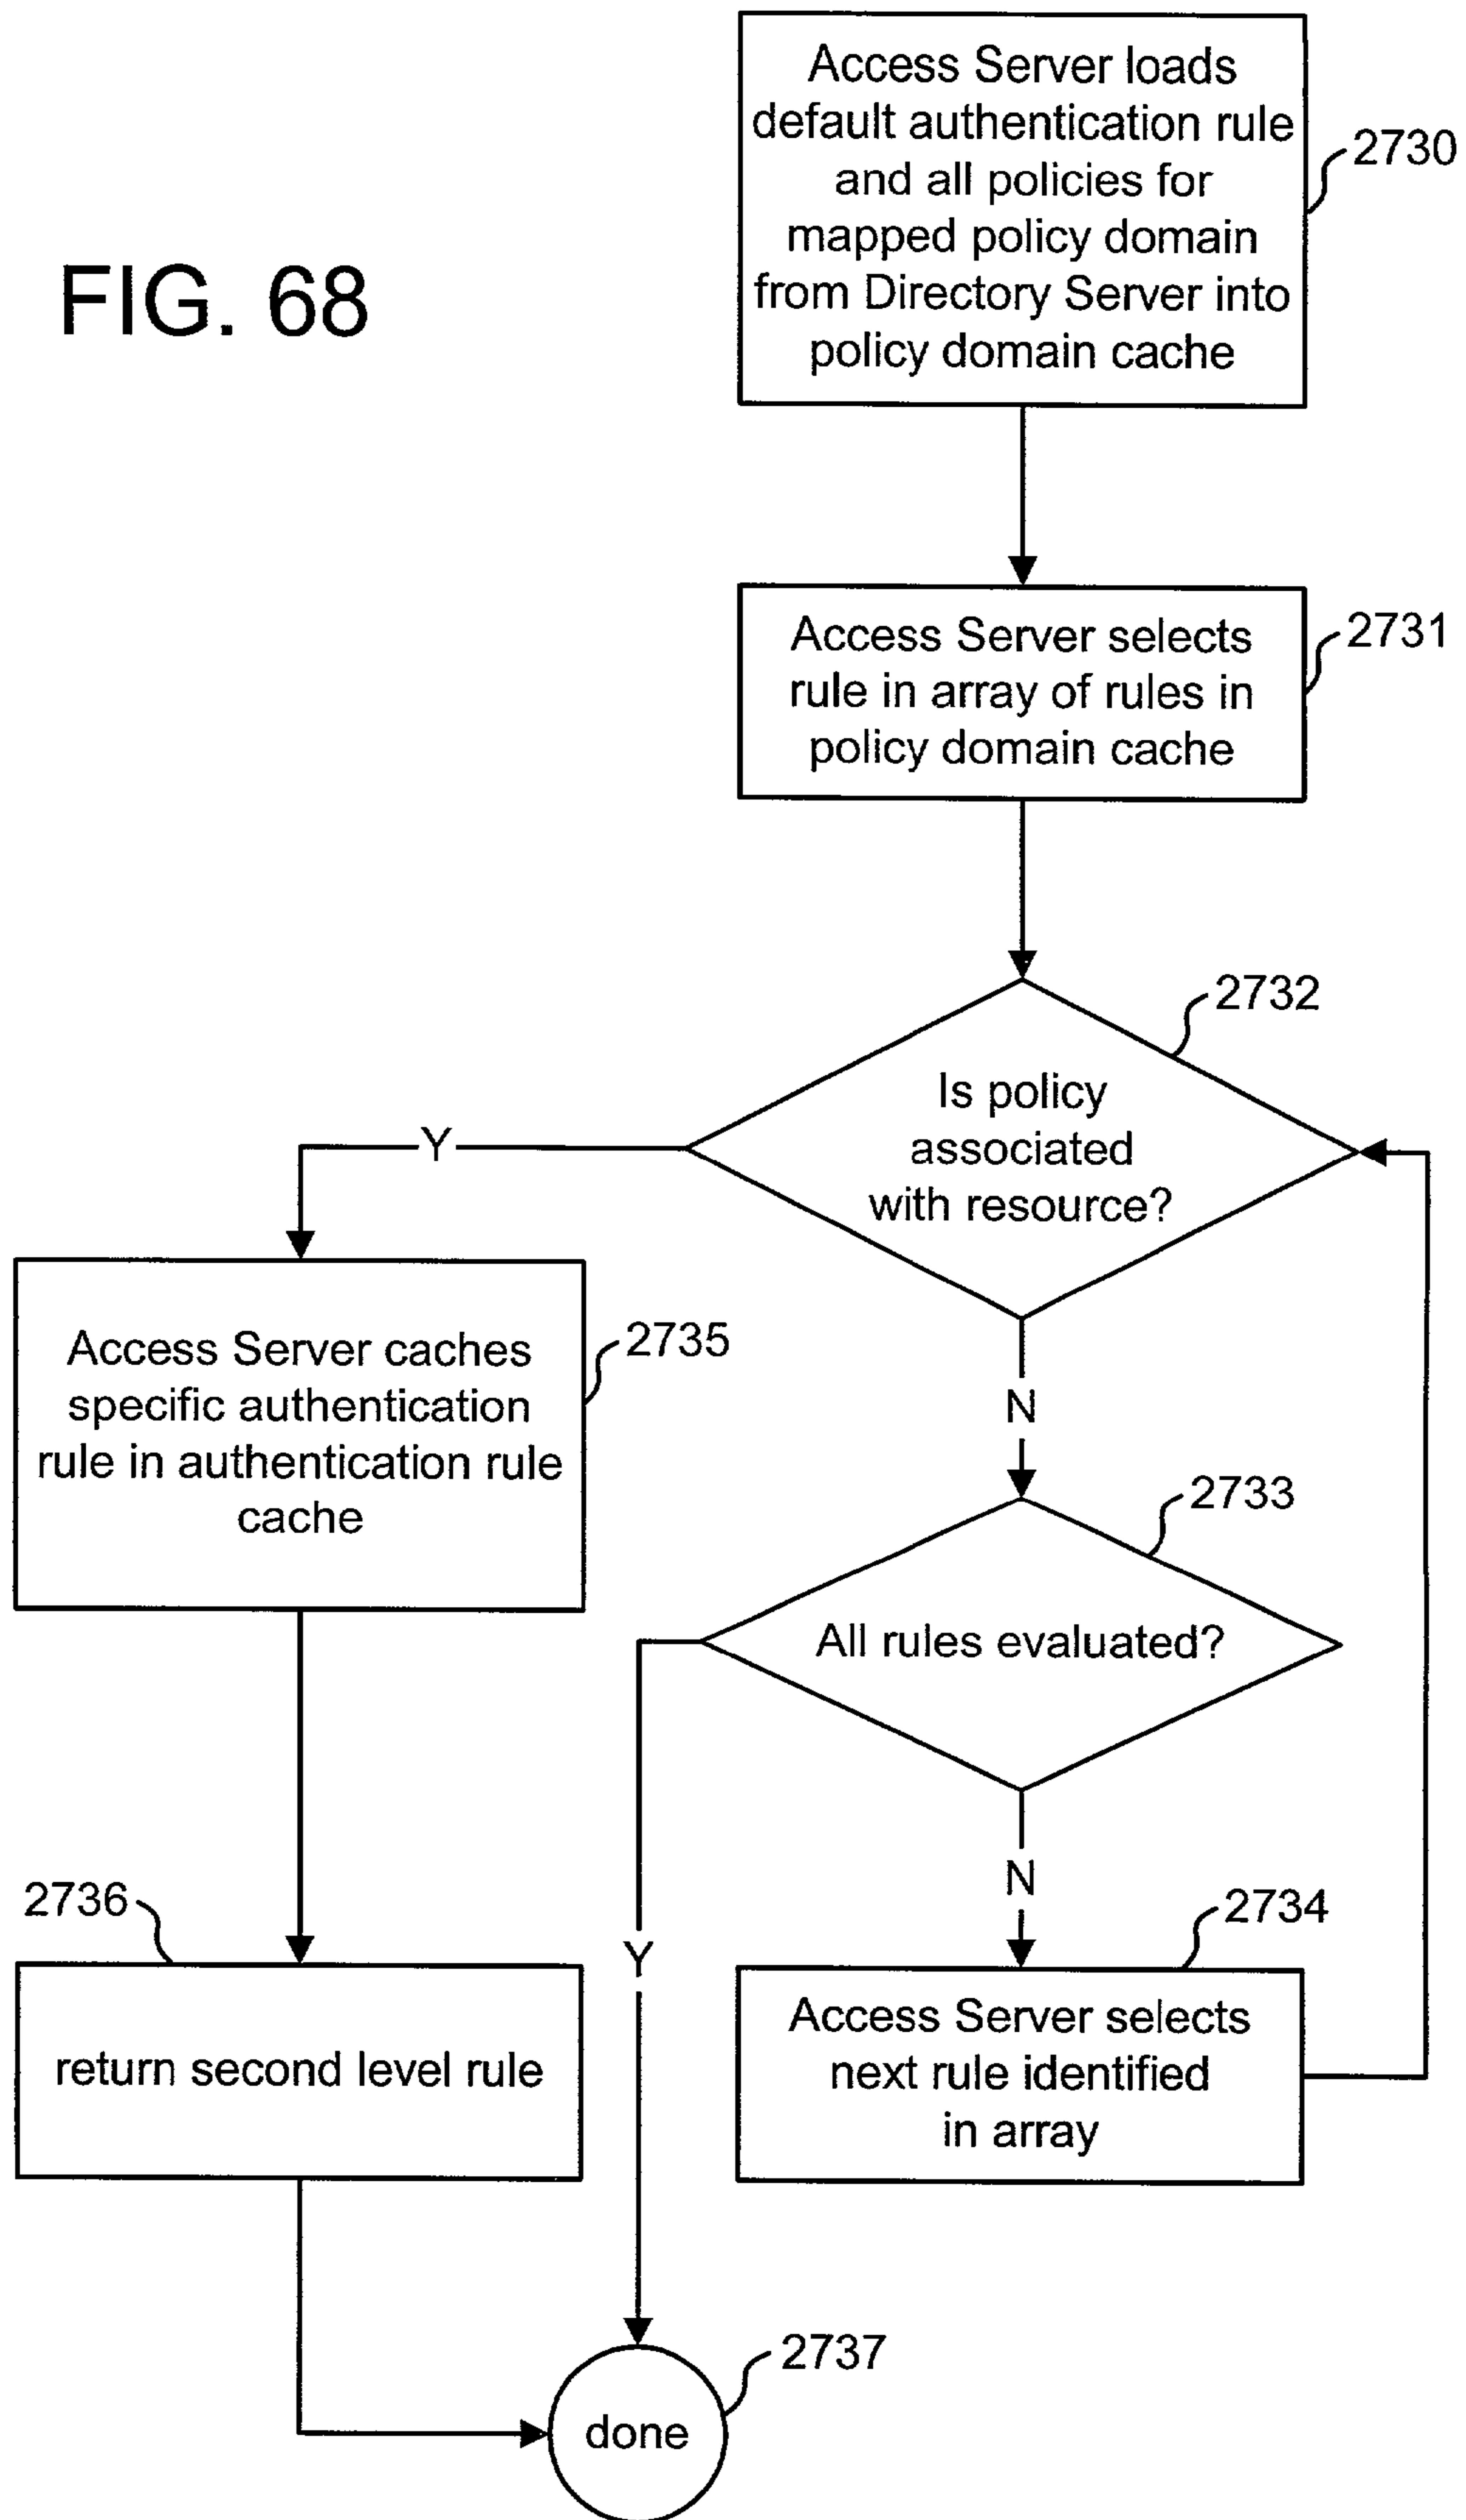 FIG. 68
Access Server loads
default authentication rule
and all policies for
mapped policy domain
from Directory Server into
policy domain cache
2730
Access Server selects
rule in array of rules in
policy domain cache
2731
2732
Is policy
associated
with resource?
Y
N
Access Server caches
specific authentication
rule in authentication rule
cache
2735
2733
All rules evaluated?
Y
N
2736
return second level rule
2734
Access Server selects
next rule identified
in array
2737
done